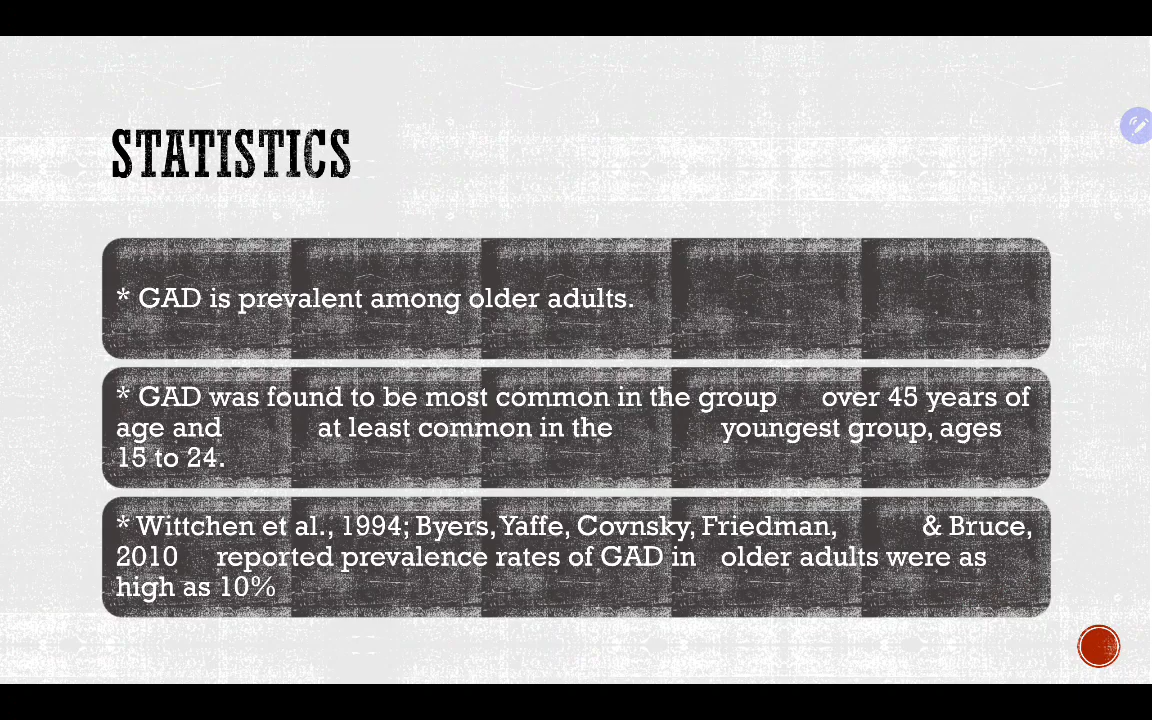 STATISTICS
* GAD is prevalent among older adults.
* GAD was found to be most common in the group over 45 years of
age and at least common in the youngest group, ages
15 to 24.
* Wittchen et al., 1994; Byers, Yaffe, Covnsky, Friedman, & Bruce,
2010 reported prevalence rates of GAD in older adults were as
high as 10%